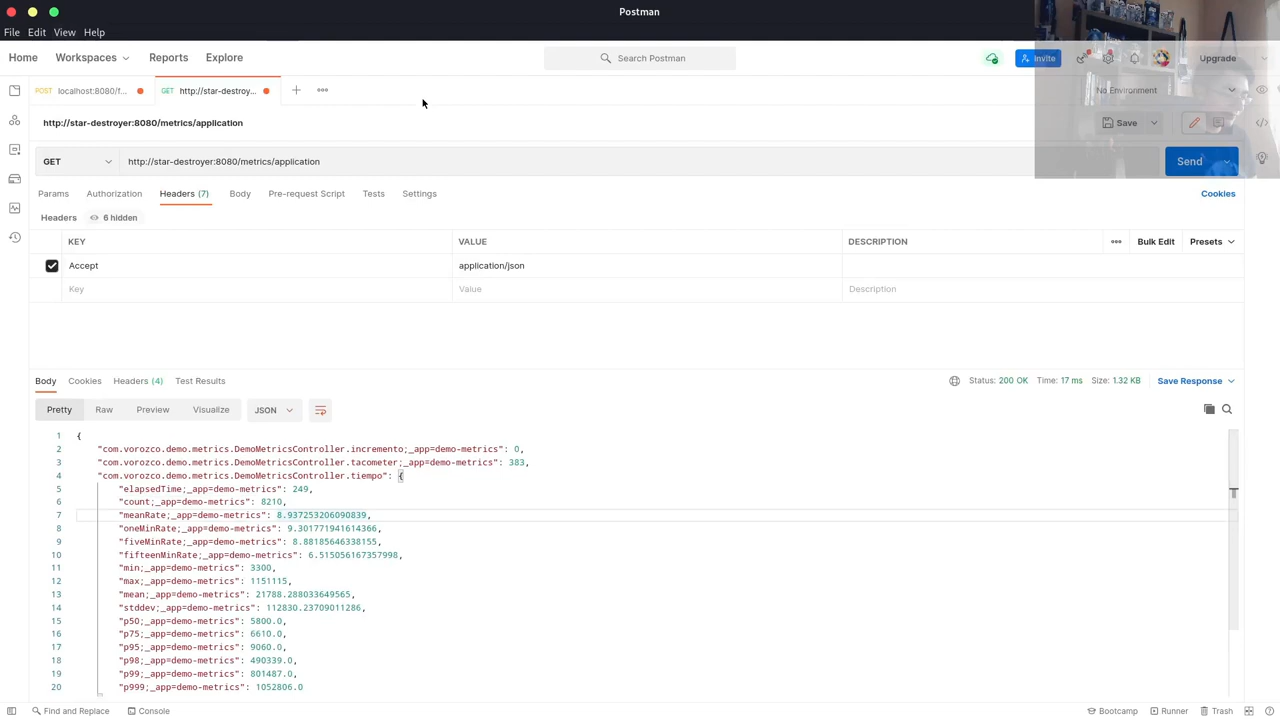 Postman
File Edit View Help
Home Workspaces Reports Explore Search Postman Invite Upgrade
POST localhost:8080/f... GET http://star-destroy... No Environment
http://star-destroyer:8080/metrics/application Save
GET http://star-destroyer:8080/metrics/application Send
Params Authorization Headers (7) Body Pre-request Script Tests Settings Cookies
Headers 6 hidden
KEY VALUE DESCRIPTION Bulk Edit Presets
Accept application/json
Key Value Description
Body Cookies Headers (4) Test Results Status: 200 OK Time: 17 ms Size: 1.32 KB Save Response
Pretty Raw Preview Visualize JSON
1 {
2 "com.vorozco.demo.metrics.DemoMetricsController.incremento;_app=demo-metrics": 0,
3 "com.vorozco.demo.metrics.DemoMetricsController.tacometer;_app=demo-metrics": 383,
4 "com.vorozco.demo.metrics.DemoMetricsController.tiempo": {
5 "elapsedTime;_app=demo-metrics": 249,
6 "count;_app=demo-metrics": 8210,
7 "meanRate;_app=demo-metrics": 8.937253206090839,
8 "oneMinRate;_app=demo-metrics": 9.301771941614366,
9 "fiveMinRate;_app=demo-metrics": 8.88185646338155,
10 "fifteenMinRate;_app=demo-metrics": 6.515056167357998,
11 "min;_app=demo-metrics": 3300,
12 "max;_app=demo-metrics": 1151115,
13 "mean;_app=demo-metrics": 21788.288033649565,
14 "stddev;_app=demo-metrics": 112830.23709011286,
15 "p50;_app=demo-metrics": 5800.0,
16 "p75;_app=demo-metrics": 6610.0,
17 "p95;_app=demo-metrics": 9060.0,
18 "p98;_app=demo-metrics": 490339.0,
19 "p99;_app=demo-metrics": 801487.0,
20 "p999;_app=demo-metrics": 1052806.0
Find and Replace Console Bootcamp Runner Trash